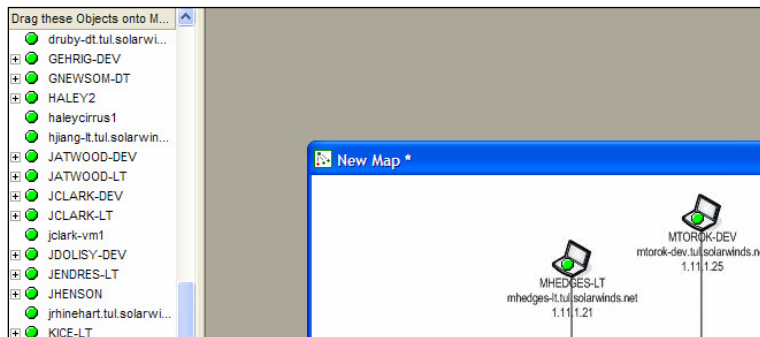 Drag these Objects onto M...
druby-dt.tul.solarwi...
GEHRIG-DEV
GNEWSOM-DT
HALEY2
haleycirrus1
hjiang-lt.tul.solarwin...
JATWOOD-DEV
JATWOOD-LT
JCLARK-DEV
JCLARK-LT
jclark-vm1
JDOLISY-DEV
JENDRES-LT
JHENSON
jrhinehart.tul.solarwi...
KICE-LT
New Map *
MTOROK-DEV
mtorok-dev.tul.solarwinds.ne
1.11.1.25
MHEDGES-LT
mhedges-lt.tul.solarwinds.net
1.11.1.21